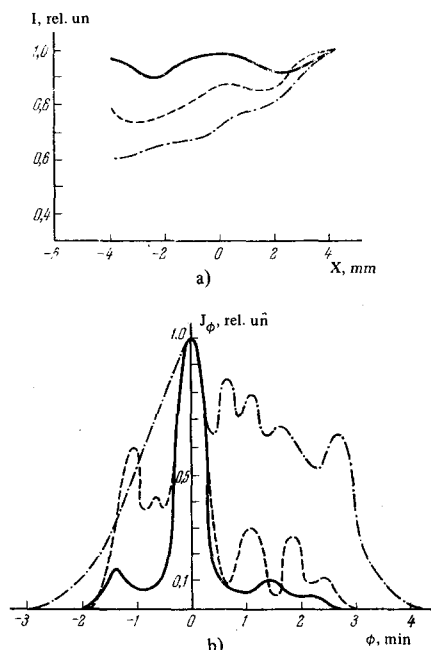 I, rel. un
1,0
0,8
0,6
0,4
-6 -4 -2 0 2 4 6
X, mm
a)
J_ϕ, rel. un
1.0
0,5
0,1
-3 -2 -1 0 1 2 3 4
ϕ, min
b)